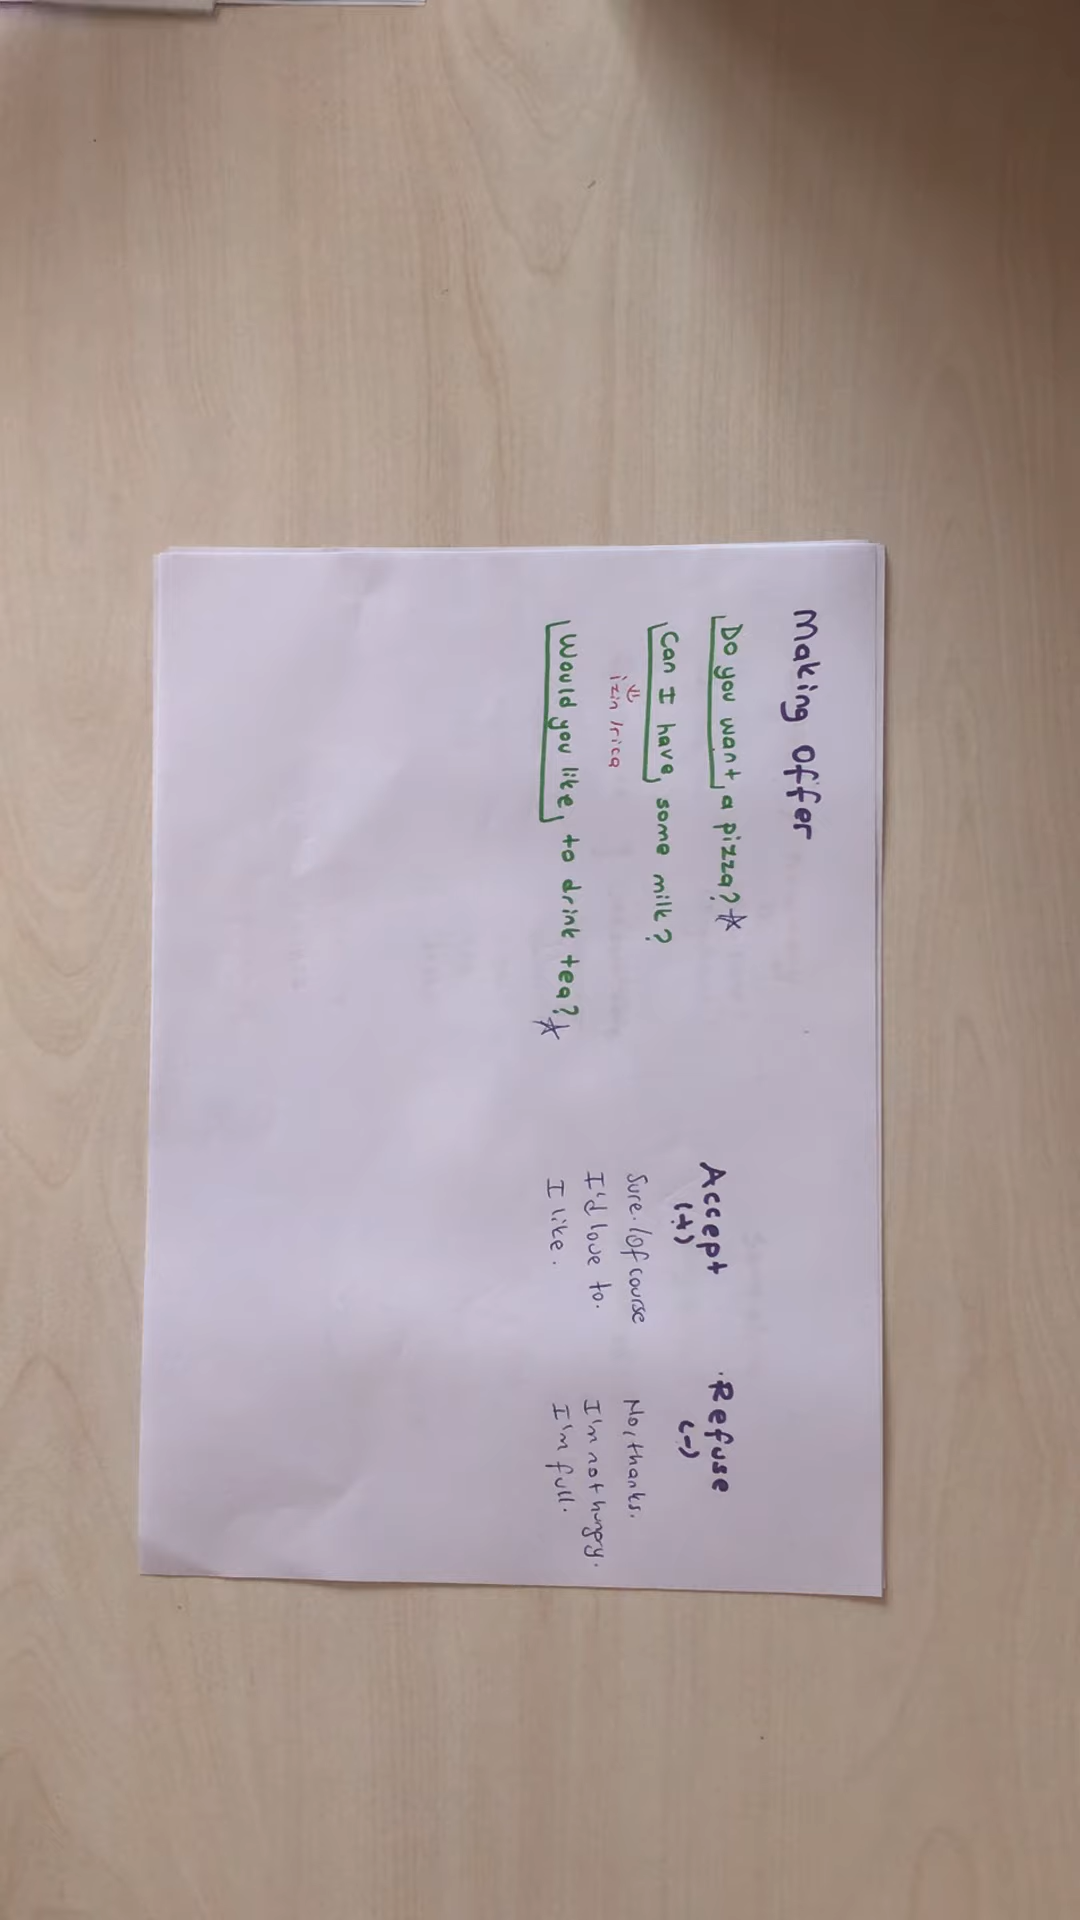 Making Offer
Do you want a pizza? ☆
Can I have some milk?
⇓
izin / rica
Would you like to drink tea? ☆
Accept
(+)
Sure. / Of course
I'd love to.
I like.
Refuse
(-)
No, thanks.
I'm not hungry.
I'm full.